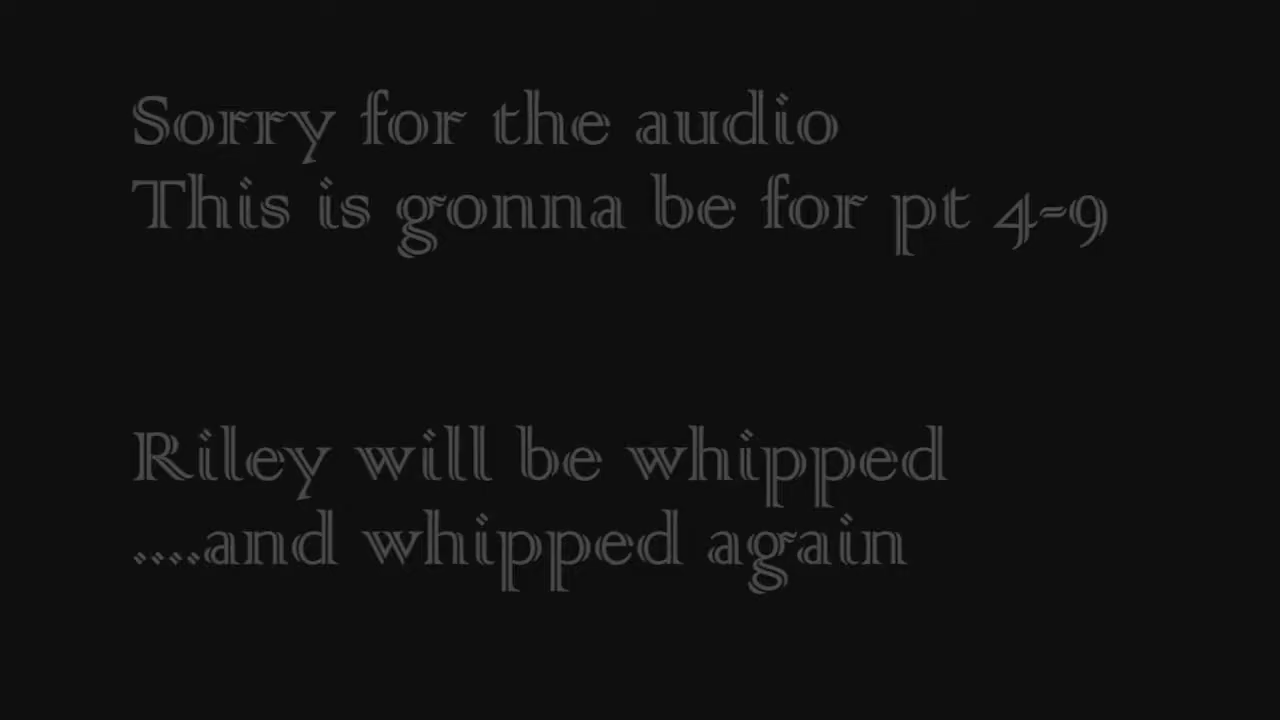 Sorry for the audio
This is gonna be for pt 4-9
Riley will be whipped
....and whipped again